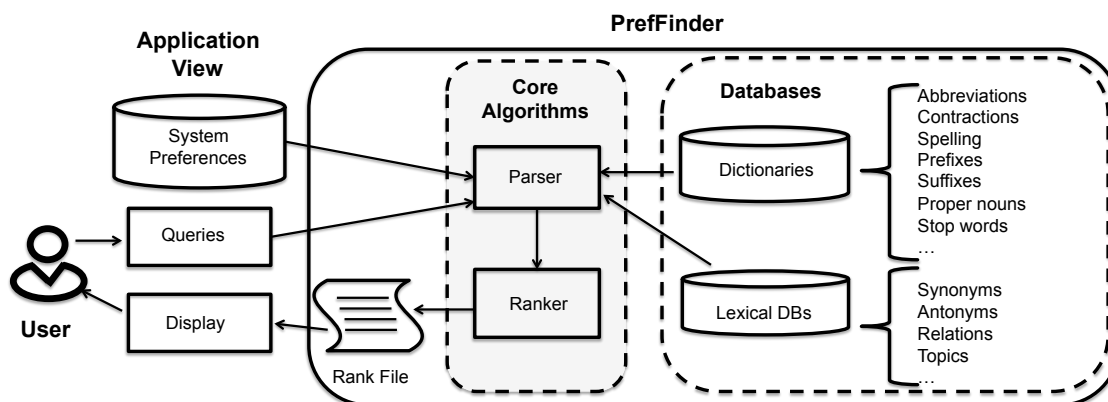 PrefFinder
Application
View
System
Preferences
Queries
Display
User
Core
Algorithms
Parser
Ranker
Rank File
Databases
Dictionaries
Lexical DBs
Abbreviations
Contractions
Spelling
Prefixes
Suffixes
Proper nouns
Stop words
…
Synonyms
Antonyms
Relations
Topics
…